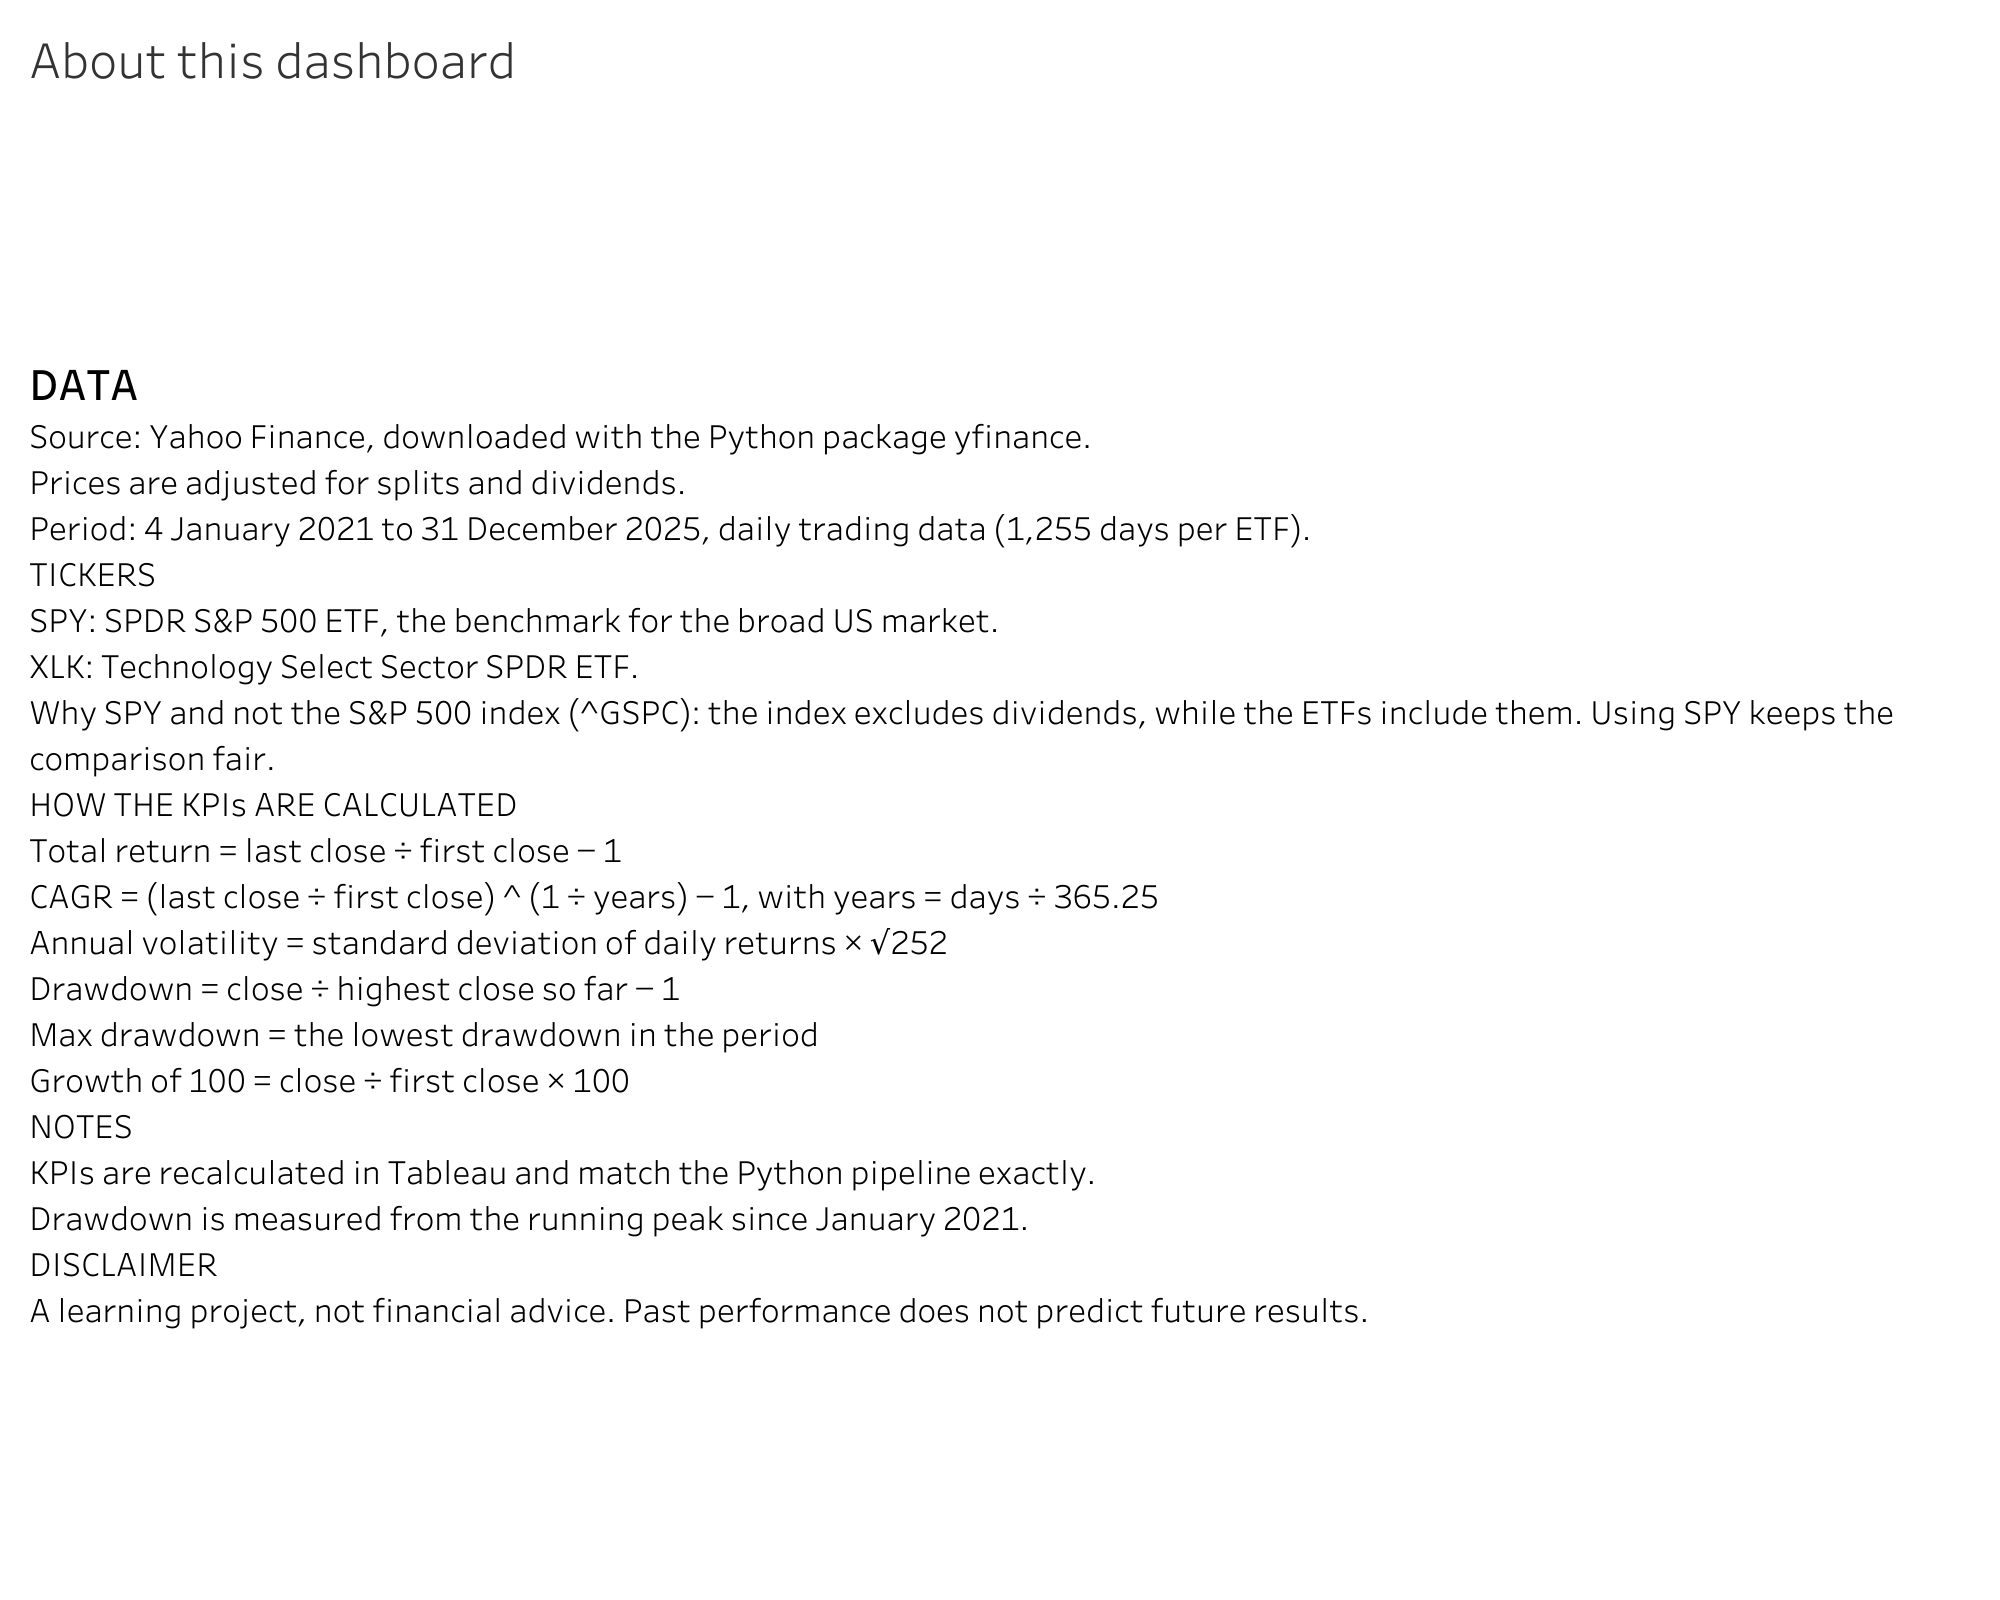 About this dashboard
DATA
Source: Yahoo Finance, downloaded with the Python package yfinance.
Prices are adjusted for splits and dividends.
Period: 4 January 2021 to 31 December 2025, daily trading data (1,255 days per ETF).
TICKERS
SPY: SPDR S&P 500 ETF, the benchmark for the broad US market.
XLK: Technology Select Sector SPDR ETF.
Why SPY and not the S&P 500 index (^GSPC): the index excludes dividends, while the ETFs include them. Using SPY keeps the
comparison fair.
HOW THE KPIs ARE CALCULATED
Total return = last close ÷ first close − 1
CAGR = (last close ÷ first close) ^ (1 ÷ years) − 1, with years = days ÷ 365.25
Annual volatility = standard deviation of daily returns × √252
Drawdown = close ÷ highest close so far − 1
Max drawdown = the lowest drawdown in the period
Growth of 100 = close ÷ first close × 100
NOTES
KPIs are recalculated in Tableau and match the Python pipeline exactly.
Drawdown is measured from the running peak since January 2021.
DISCLAIMER
A learning project, not financial advice. Past performance does not predict future results.